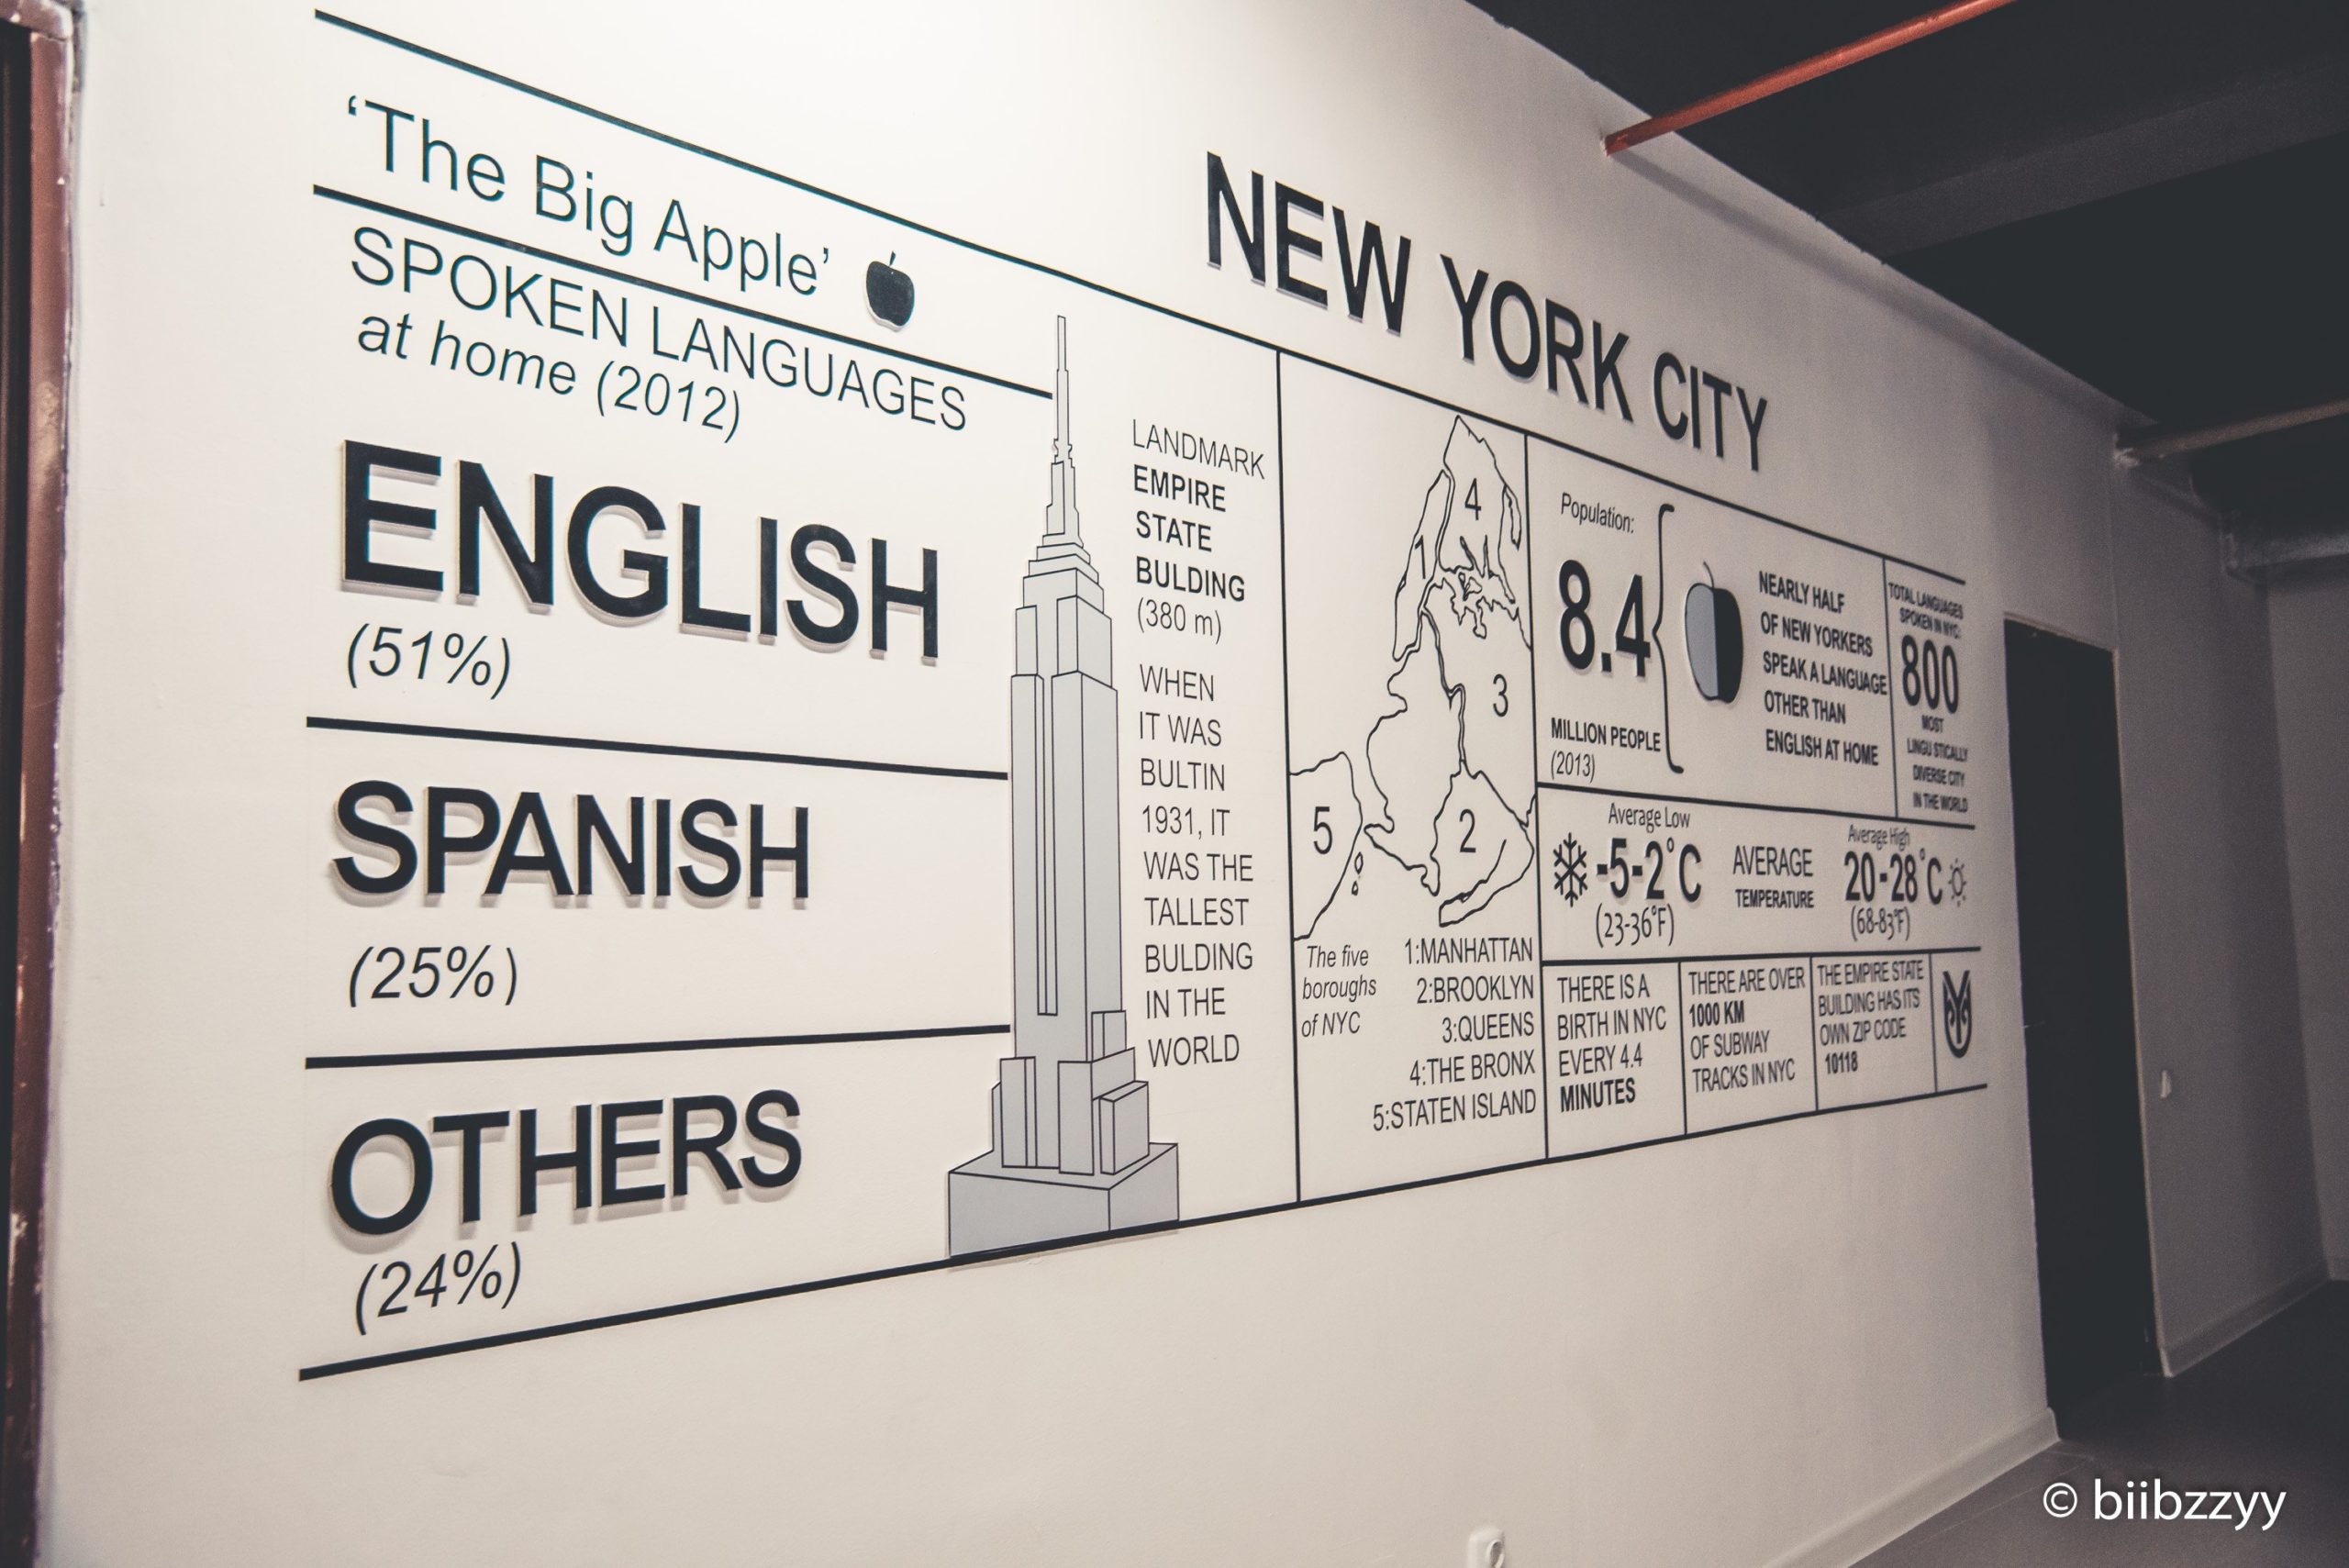 'The Big Apple'
NEW YORK CITY
SPOKEN LANGUAGES
at home (2012)
ENGLISH
(51%)
SPANISH
(25%)
OTHERS
(24%)
LANDMARK
EMPIRE
STATE
BULDING
(380 m)
WHEN
IT WAS
BULTIN
1931, IT
WAS THE
TALLEST
BULDING
IN THE
WORLD
4
1
3
5
2
The five
boroughs
of NYC
1:MANHATTAN
2:BROOKLYN
3:QUEENS
4:THE BRONX
5:STATEN ISLAND
Population:
8.4
MILLION PEOPLE
(2013)
NEARLY HALF
OF NEW YORKERS
SPEAK A LANGUAGE
OTHER THAN
ENGLISH AT HOME
TOTAL LANGUAGES
SPOKEN IN NYC:
800
MOST
LINGU STICALLY
DIVERSE CITY
IN THE WORLD
Average Low
-5-2°C
(23-36°F)
AVERAGE
TEMPERATURE
Average High
20-28°C
(68-83°F)
THERE IS A
BIRTH IN NYC
EVERY 4.4
MINUTES
THERE ARE OVER
1000 KM
OF SUBWAY
TRACKS IN NYC
THE EMPIRE STATE
BUILDING HAS ITS
OWN ZIP CODE
10118
© biibzzyy